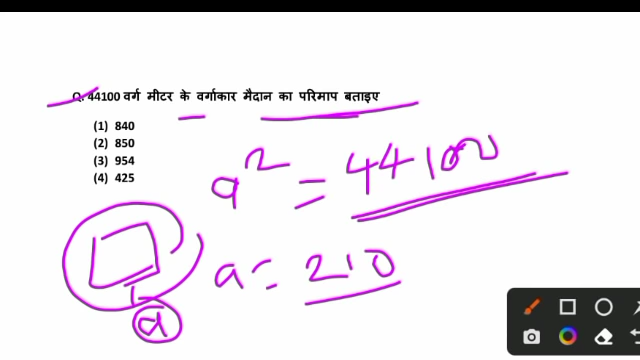 Q. 44100 वर्ग मीटर के वर्गाकार मैदान का परिमाप बताइए
(1) 840
(2) 850
(3) 954
(4) 425
a² = 44100
a = 210
a